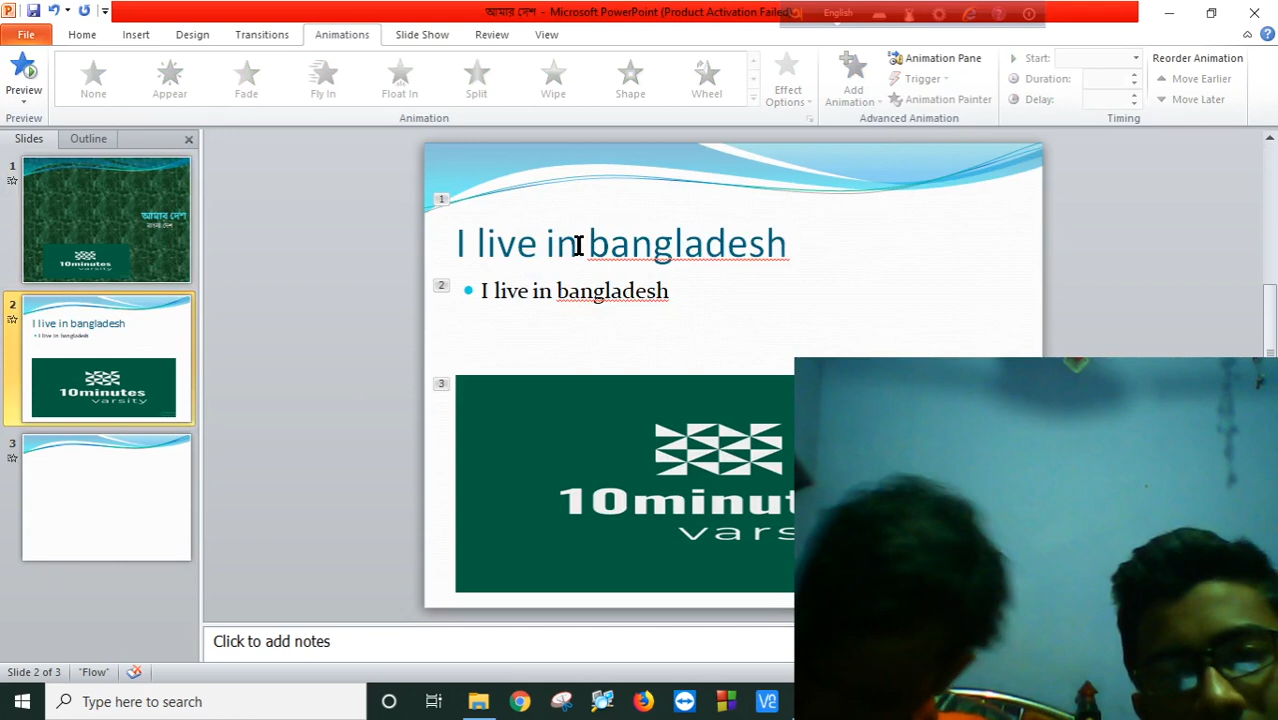 আমার দেশ - Microsoft PowerPoint (Product Activation Failed)
English
File Home Insert Design Transitions Animations Slide Show Review View
Preview
None Appear Fade Fly In Float In Split Wipe Shape Wheel
Effect Options
Add Animation
Animation Pane
Trigger
Animation Painter
Start:
Duration:
Delay:
Reorder Animation
Move Earlier
Move Later
Preview Animation Advanced Animation Timing
Slides Outline
1
আমার দেশ
বাংলা দেশ
10minutes
varsity
2
I live in bangladesh
I live in bangladesh
10minutes
varsity
3
1
I live in bangladesh
2
• I live in bangladesh
3
10minut
vars
Click to add notes
Slide 2 of 3 "Flow"
Type here to search